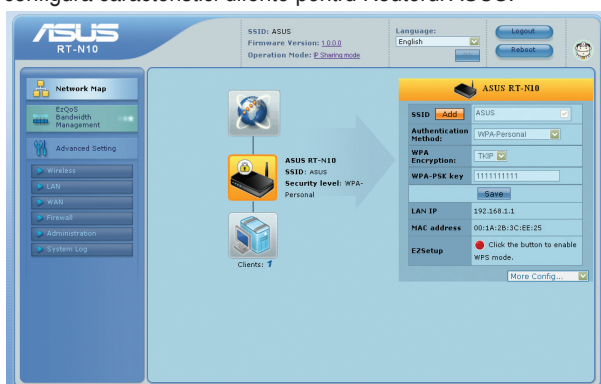 configura caracteristici diferite pentru Routerul ASUS.
ASUS
RT-N10
SSID: ASUS
Firmware Version: 1.0.0.0
Operation Mode: IP Sharing mode
Language:
English
Logout
Reboot
Network Map
EzQoS
Bandwidth
Management
Advanced Setting
Wireless
LAN
WAN
Firewall
Administration
System Log
ASUS RT-N10
SSID: ASUS
Security level: WPA-
Personal
Clients: 1
ASUS RT-N10
SSID Add ASUS
Authentication
Method: WPA-Personal
WPA
Encryption: TKIP
WPA-PSK key 1111111111
Save
LAN IP 192.168.1.1
MAC address 00:1A:2B:3C:EE:25
EZSetup Click the button to enable
WPS mode.
More Config...